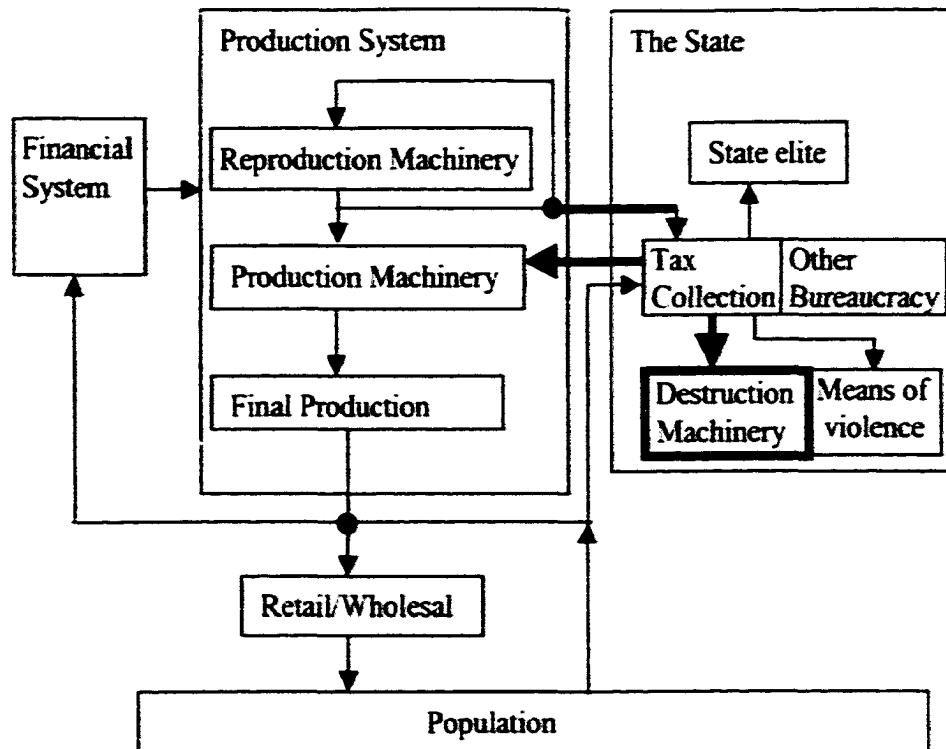 Production System
The State
Financial
System
Reproduction Machinery
State elite
Production Machinery
Tax
Collection
Other
Bureaucracy
Final Production
Destruction
Machinery
Means of
violence
Retail/Wholesal
Population